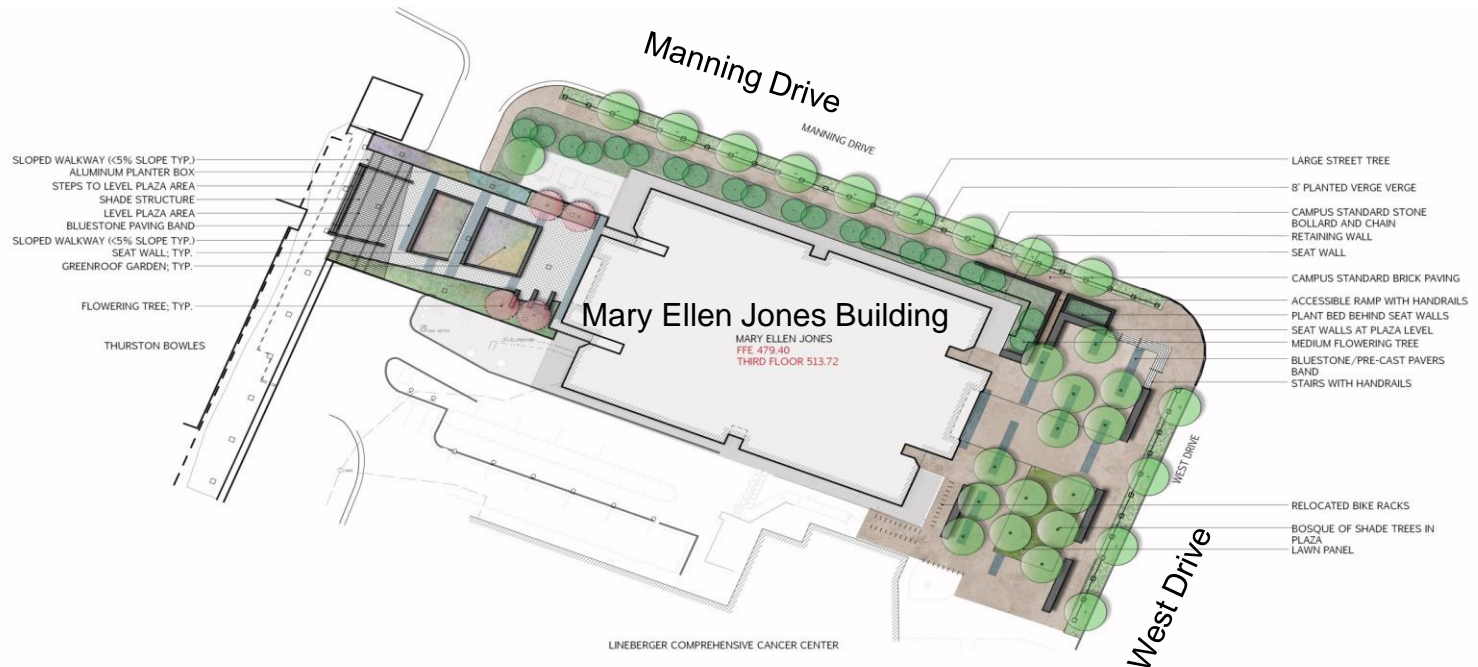 Manning Drive
MANNING DRIVE
SLOPED WALKWAY (<5% SLOPE TYP.)
ALUMINUM PLANTER BOX
STEPS TO LEVEL PLAZA AREA
SHADE STRUCTURE
LEVEL PLAZA AREA
BLUESTONE PAVING BAND
SLOPED WALKWAY (<5% SLOPE TYP.)
SEAT WALL; TYP.
GREENROOF GARDEN; TYP.
FLOWERING TREE; TYP.
THURSTON BOWLES
Mary Ellen Jones Building
MARY ELLEN JONES
FFE 479.40
THIRD FLOOR 513.72
LARGE STREET TREE
8' PLANTED VERGE VERGE
CAMPUS STANDARD STONE
BOLLARD AND CHAIN
RETAINING WALL
SEAT WALL
CAMPUS STANDARD BRICK PAVING
ACCESSIBLE RAMP WITH HANDRAILS
PLANT BED BEHIND SEAT WALLS
SEAT WALLS AT PLAZA LEVEL
MEDIUM FLOWERING TREE
BLUESTONE/PRE-CAST PAVERS
BAND
STAIRS WITH HANDRAILS
WEST DRIVE
RELOCATED BIKE RACKS
BOSQUE OF SHADE TREES IN
PLAZA
LAWN PANEL
West Drive
LINEBERGER COMPREHENSIVE CANCER CENTER